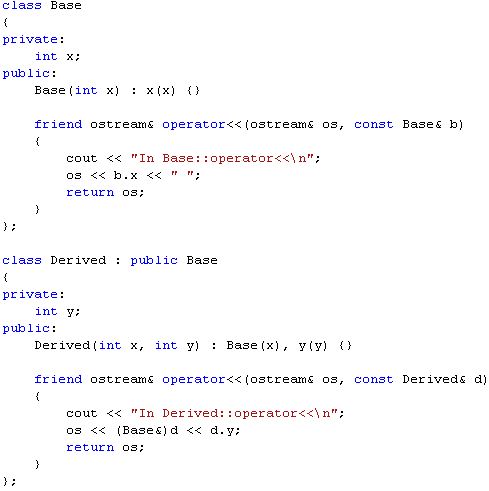 class Base
{
private:
    int x;
public:
    Base(int x) : x(x) {}

    friend ostream& operator<<(ostream& os, const Base& b)
    {
        cout << "In Base::operator<<\n";
        os << b.x << " ";
        return os;
    }
};

class Derived : public Base
{
private:
    int y;
public:
    Derived(int x, int y) : Base(x), y(y) {}

    friend ostream& operator<<(ostream& os, const Derived& d)
    {
        cout << "In Derived::operator<<\n";
        os << (Base&)d << d.y;
        return os;
    }
};